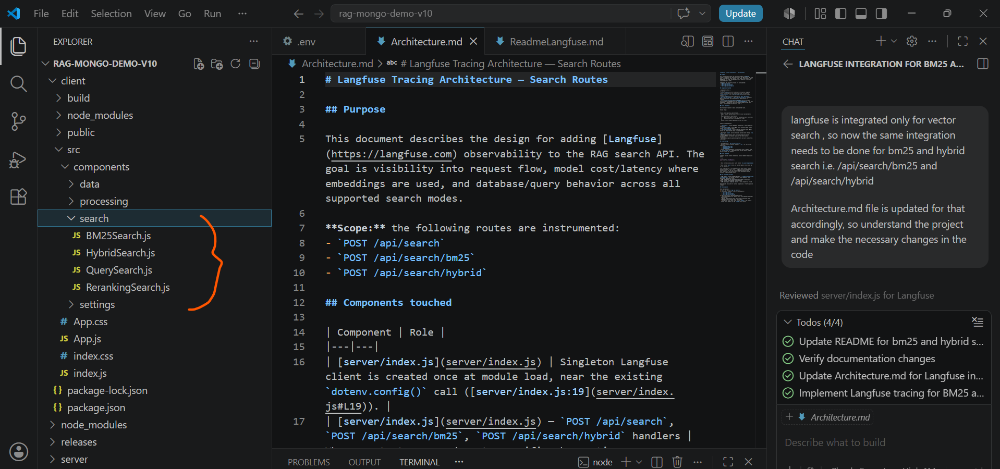 File Edit Selection View Go Run ···
rag-mongo-demo-v10
Update
EXPLORER
RAG-MONGO-DEMO-V10
client
build
node_modules
public
src
components
data
processing
search
JS BM25Search.js
JS HybridSearch.js
JS QuerySearch.js
JS RerankingSearch.js
settings
# App.css
JS App.js
# index.css
JS index.js
{} package-lock.json
{} package.json
node_modules
releases
server
.env
Architecture.md
ReadmeLangfuse.md
Architecture.md > abc # Langfuse Tracing Architecture — Search Routes
1 # Langfuse Tracing Architecture — Search Routes
2
3 ## Purpose
4
5 This document describes the design for adding [Langfuse]
(https://langfuse.com) observability to the RAG search API. The
goal is visibility into request flow, model cost/latency where
embeddings are used, and database/query behavior across all
supported search modes.
6
7 **Scope:** the following routes are instrumented:
8 - `POST /api/search`
9 - `POST /api/search/bm25`
10 - `POST /api/search/hybrid`
11
12 ## Components touched
13
14 | Component | Role |
15 |---|---|
16 | [server/index.js](server/index.js) | Singleton Langfuse
client is created once at module load, near the existing
`dotenv.config()` call ([server/index.js:19](server/index.
js#L19)). |
17 | [server/index.js](server/index.js) — `POST /api/search`,
`POST /api/search/bm25`, `POST /api/search/hybrid` handlers |
PROBLEMS OUTPUT TERMINAL ···
node
CHAT
LANGFUSE INTEGRATION FOR BM25 A...
langfuse is integrated only for vector
search , so now the same integration
needs to be done for bm25 and hybrid
search i.e. /api/search/bm25 and
/api/search/hybrid
Architecture.md file is updated for that
accordingly, so understand the project
and make the necessary changes in the
code
Reviewed server/index.js for Langfuse
Todos (4/4)
Update README for bm25 and hybrid s...
Verify documentation changes
Update Architecture.md for Langfuse in...
Implement Langfuse tracing for BM25 a...
Architecture.md
Describe what to build